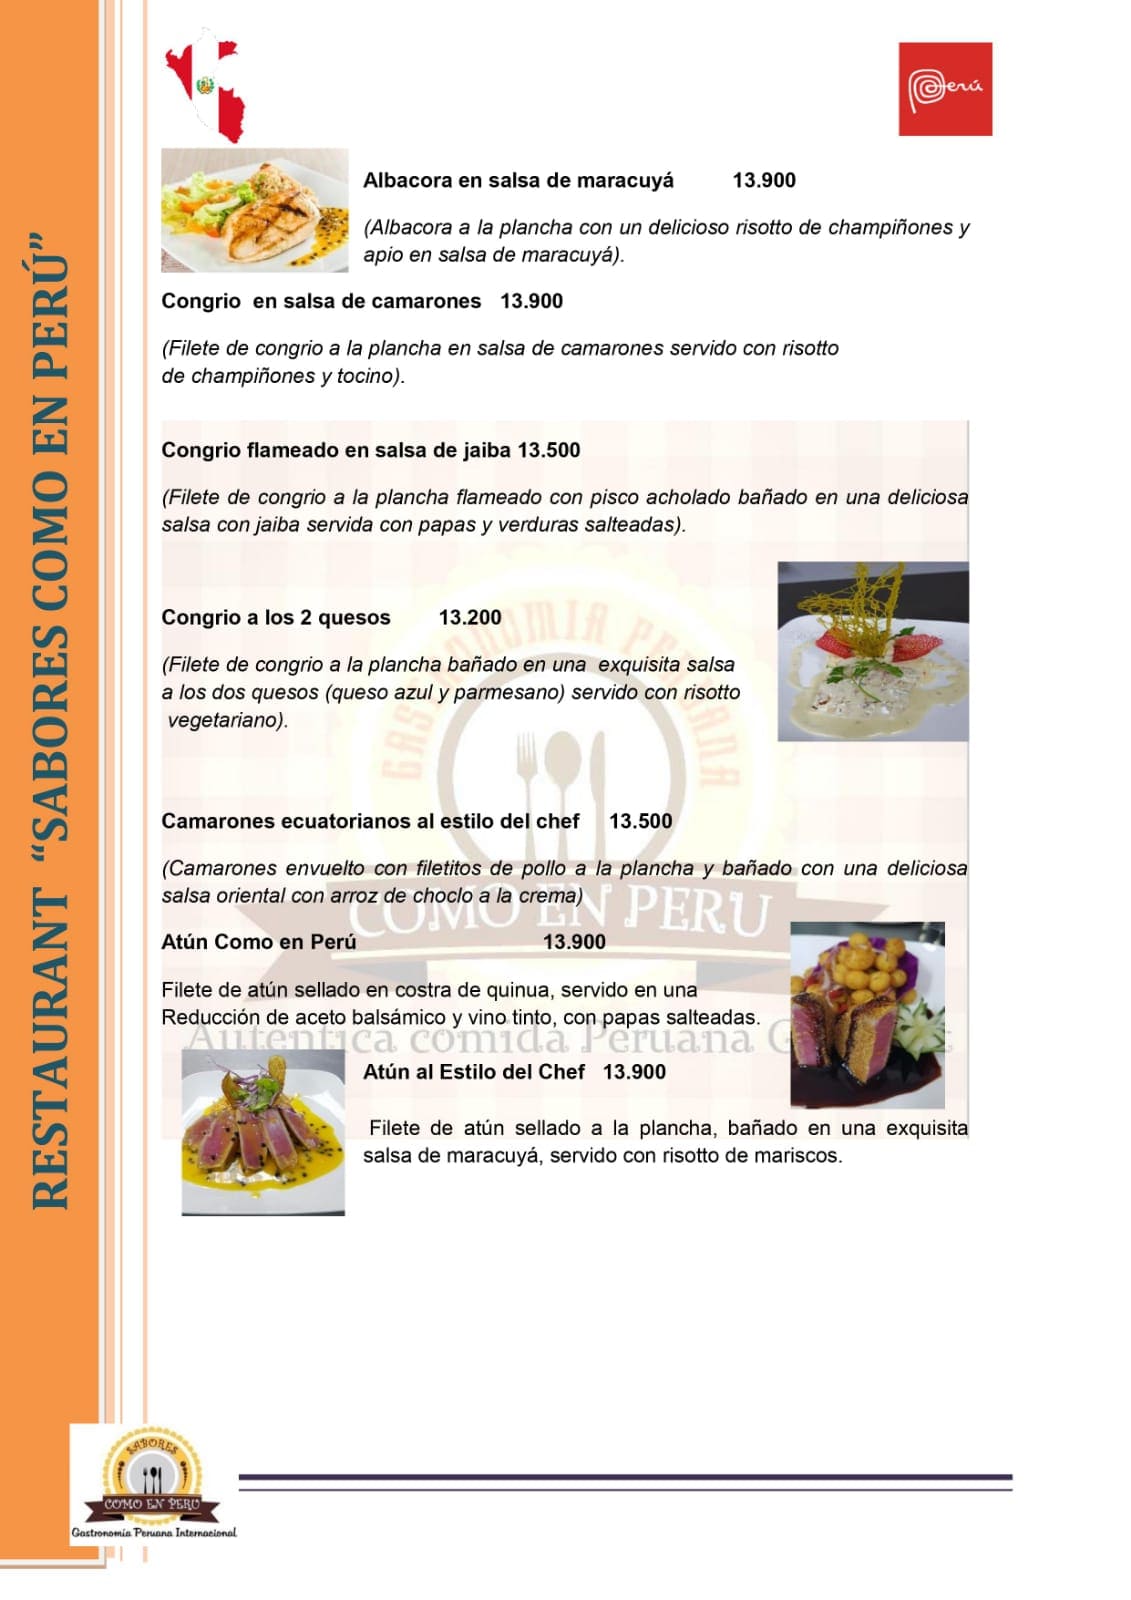 RESTAURANT “SABORES COMO EN PERÚ”
Perú
Albacora en salsa de maracuyá 13.900
(Albacora a la plancha con un delicioso risotto de champiñones y
apio en salsa de maracuyá).
Congrio en salsa de camarones 13.900
(Filete de congrio a la plancha en salsa de camarones servido con risotto
de champiñones y tocino).
Congrio flameado en salsa de jaiba 13.500
(Filete de congrio a la plancha flameado con pisco acholado bañado en una deliciosa
salsa con jaiba servida con papas y verduras salteadas).
Congrio a los 2 quesos 13.200
(Filete de congrio a la plancha bañado en una exquisita salsa
a los dos quesos (queso azul y parmesano) servido con risotto
vegetariano).
Camarones ecuatorianos al estilo del chef 13.500
(Camarones envuelto con filetitos de pollo a la plancha y bañado con una deliciosa
salsa oriental con arroz de choclo a la crema)
Atún Como en Perú 13.900
Filete de atún sellado en costra de quinua, servido en una
Reducción de aceto balsámico y vino tinto, con papas salteadas.
Atún al Estilo del Chef 13.900
Filete de atún sellado a la plancha, bañado en una exquisita
salsa de maracuyá, servido con risotto de mariscos.
GASTRONOMIA PERUANA
COMO EN PERU
Autentica comida Peruana
SABORES
COMO EN PERU
Gastronomía Peruana Internacional